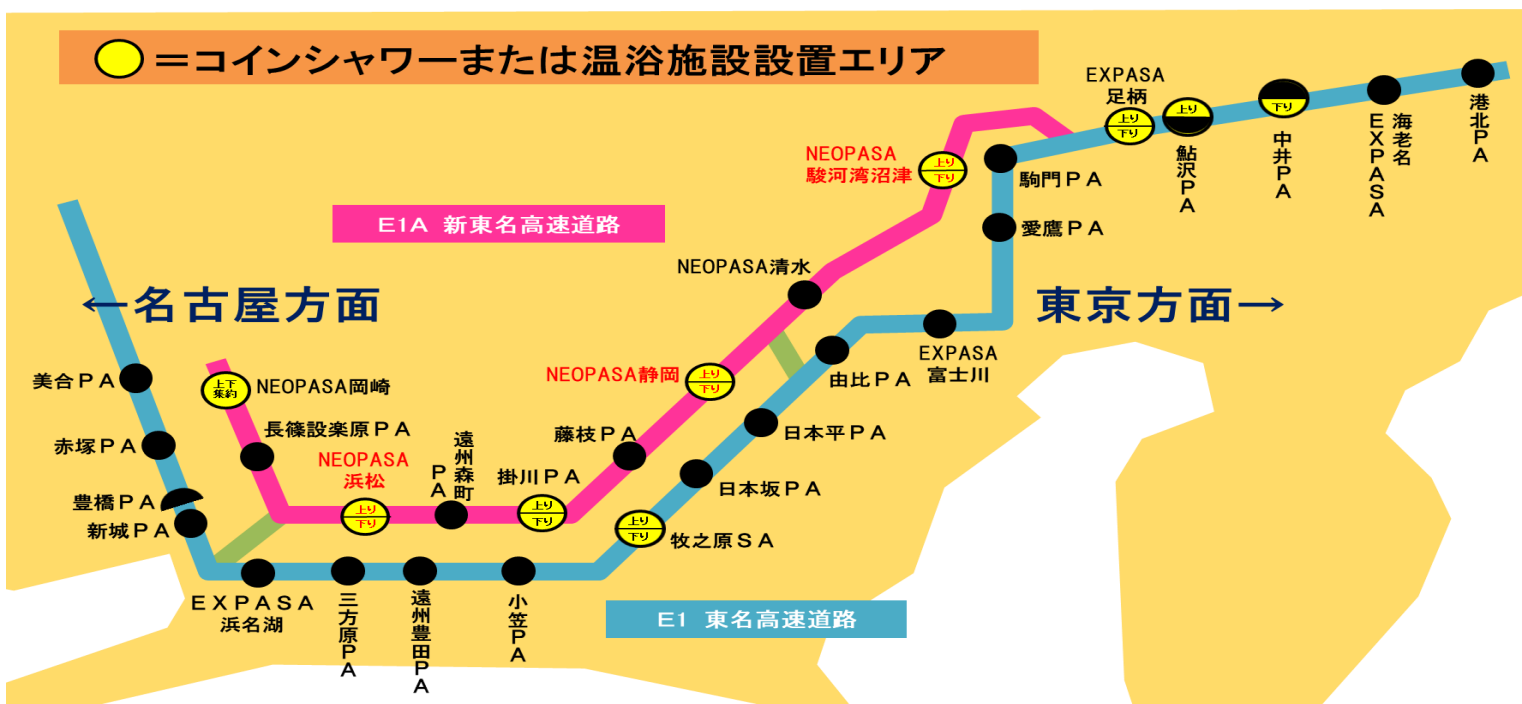 =コインシャワーまたは温浴施設設置エリア
EXPASA
足柄
上り
下り
上り
鮎沢PA
下り
中井PA
海老名
EXPASA
港北PA
NEOPASA
駿河湾沼津
上り
下り
駒門PA
愛鷹PA
E1A 新東名高速道路
NEOPASA清水
←名古屋方面
東京方面→
EXPASA
富士川
由比PA
美合PA
上下
集約
NEOPASA岡崎
NEOPASA静岡
上り
下り
赤塚PA
長篠設楽原PA
NEOPASA
浜松
上り
下り
遠州森町
PA
掛川PA
上り
下り
藤枝PA
日本平PA
日本坂PA
豊橋PA
新城PA
上り
下り
牧之原SA
EXPASA
浜名湖
三方原PA
遠州豊田PA
小笠PA
E1 東名高速道路